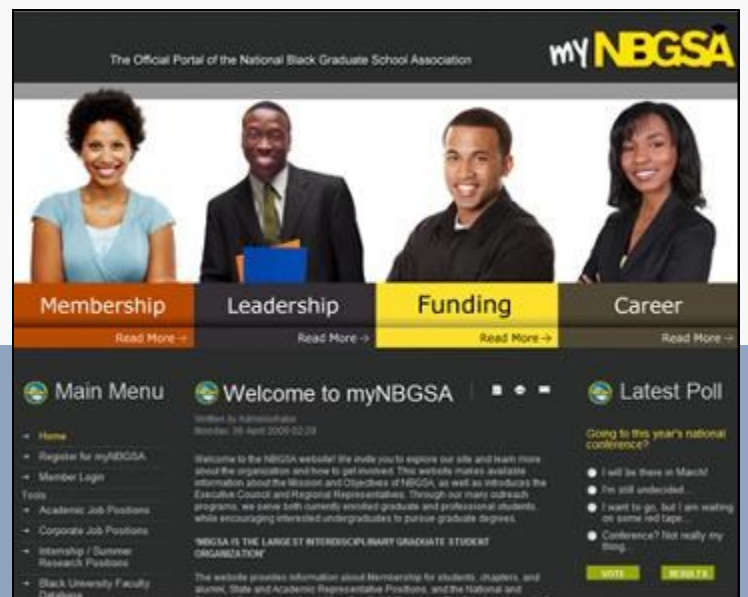 The Official Portal of the National Black Graduate School Association
my NBGSA
Membership
Read More →
Leadership
Read More →
Funding
Read More →
Career
Read More →
Main Menu
→ Home
→ Register for myNBGSA
→ Member Login
Tools
→ Academic Job Positions
→ Corporate Job Positions
→ Internship / Summer
Research Positions
→ Black University Faculty
Database
Welcome to myNBGSA
Written by Administrator
Monday, 06 April 2009 02:29
Welcome to the NBGSA website! We invite you to explore our site and learn more
about the organization and how to get involved. This website makes available
information about the Mission and Objectives of NBGSA, as well as introduces the
Executive Council and Regional Representatives. Through our many outreach
programs, we serve both currently enrolled graduate and professional students,
while encouraging interested undergraduates to pursue graduate degrees.
"NBGSA IS THE LARGEST INTERDISCIPLINARY GRADUATE STUDENT
ORGANIZATION"
The website provides information about Membership for students, chapters, and
alumni, State and Academic Representative Positions, and the National and
Latest Poll
Going to this year's national
conference?
I will be there in March!
I'm still undecided...
I want to go, but I am waiting
on some red tape...
Conference? Not really my
thing...
VOTE
RESULTS